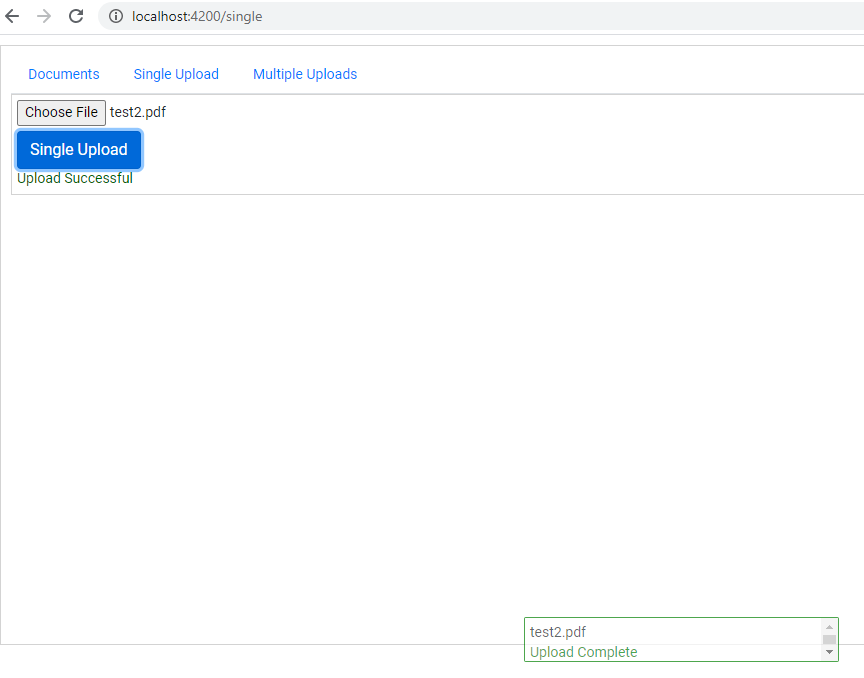 localhost:4200/single
Documents Single Upload Multiple Uploads
Choose File test2.pdf
Single Upload
Upload Successful
test2.pdf
Upload Complete